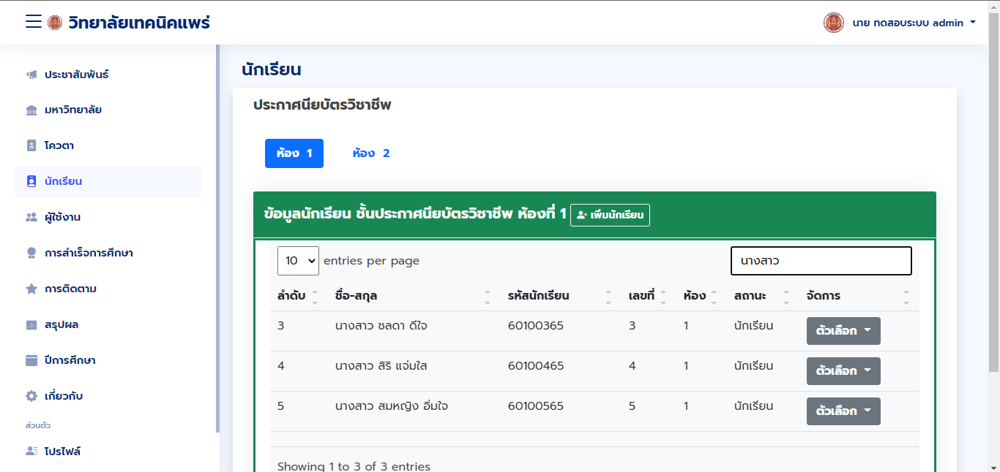 วิทยาลัยเทคนิคแพร่
นาย ทดสอบระบบ admin
ประชาสัมพันธ์
มหาวิทยาลัย
โควตา
นักเรียน
ผู้ใช้งาน
การสำเร็จการศึกษา
การติดตาม
สรุปผล
ปีการศึกษา
เกี่ยวกับ
ส่วนตัว
โปรไฟล์
นักเรียน
ประกาศนียบัตรวิชาชีพ
ห้อง 1 ห้อง 2
ข้อมูลนักเรียน ชั้นประกาศนียบัตรวิชาชีพ ห้องที่ 1 เพิ่มนักเรียน
10 entries per page นางสาว
ลำดับ ชื่อ-สกุล รหัสนักเรียน เลขที่ ห้อง สถานะ จัดการ
3 นางสาว ชลดา ดีใจ 60100365 3 1 นักเรียน ตัวเลือก
4 นางสาว สิริ แจ่มใส 60100465 4 1 นักเรียน ตัวเลือก
5 นางสาว สมหญิง อิ่มใจ 60100565 5 1 นักเรียน ตัวเลือก
Showing 1 to 3 of 3 entries